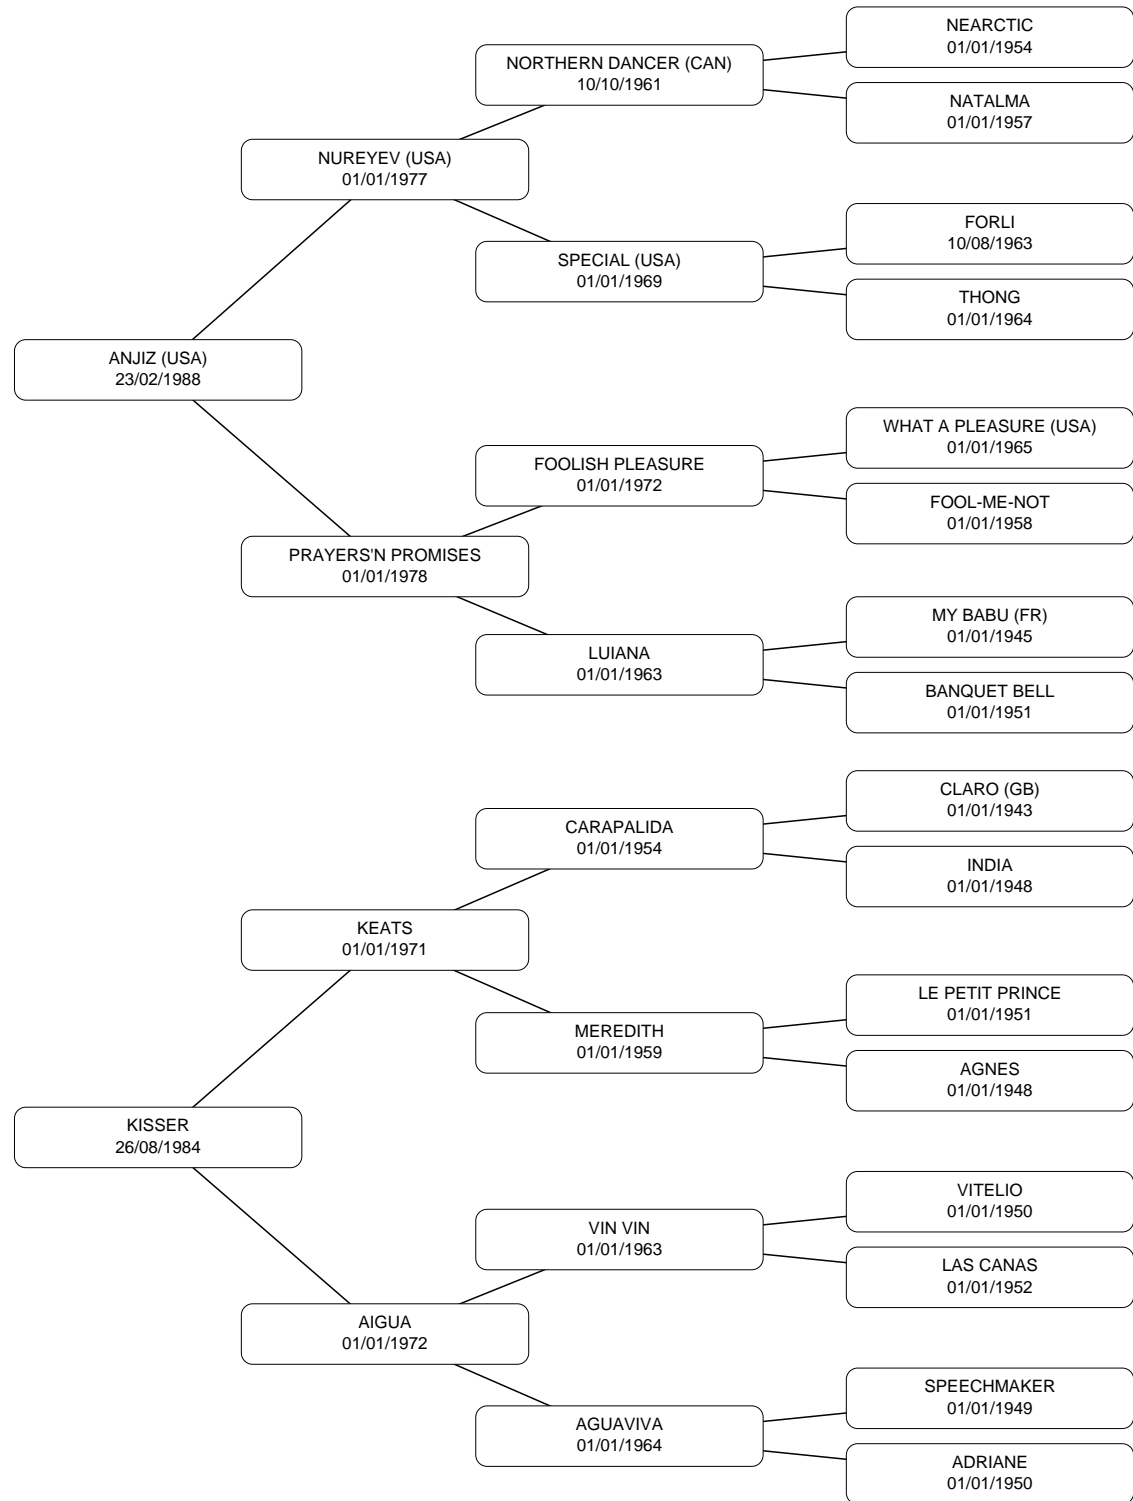 NEARCTIC
01/01/1954
NORTHERN DANCER (CAN)
10/10/1961
NATALMA
01/01/1957
NUREYEV (USA)
01/01/1977
FORLI
10/08/1963
SPECIAL (USA)
01/01/1969
THONG
01/01/1964
ANJIZ (USA)
23/02/1988
WHAT A PLEASURE (USA)
01/01/1965
FOOLISH PLEASURE
01/01/1972
FOOL-ME-NOT
01/01/1958
PRAYERS'N PROMISES
01/01/1978
MY BABU (FR)
01/01/1945
LUIANA
01/01/1963
BANQUET BELL
01/01/1951
CLARO (GB)
01/01/1943
CARAPALIDA
01/01/1954
INDIA
01/01/1948
KEATS
01/01/1971
LE PETIT PRINCE
01/01/1951
MEREDITH
01/01/1959
AGNES
01/01/1948
KISSER
26/08/1984
VITELIO
01/01/1950
VIN VIN
01/01/1963
LAS CANAS
01/01/1952
AIGUA
01/01/1972
SPEECHMAKER
01/01/1949
AGUAVIVA
01/01/1964
ADRIANE
01/01/1950